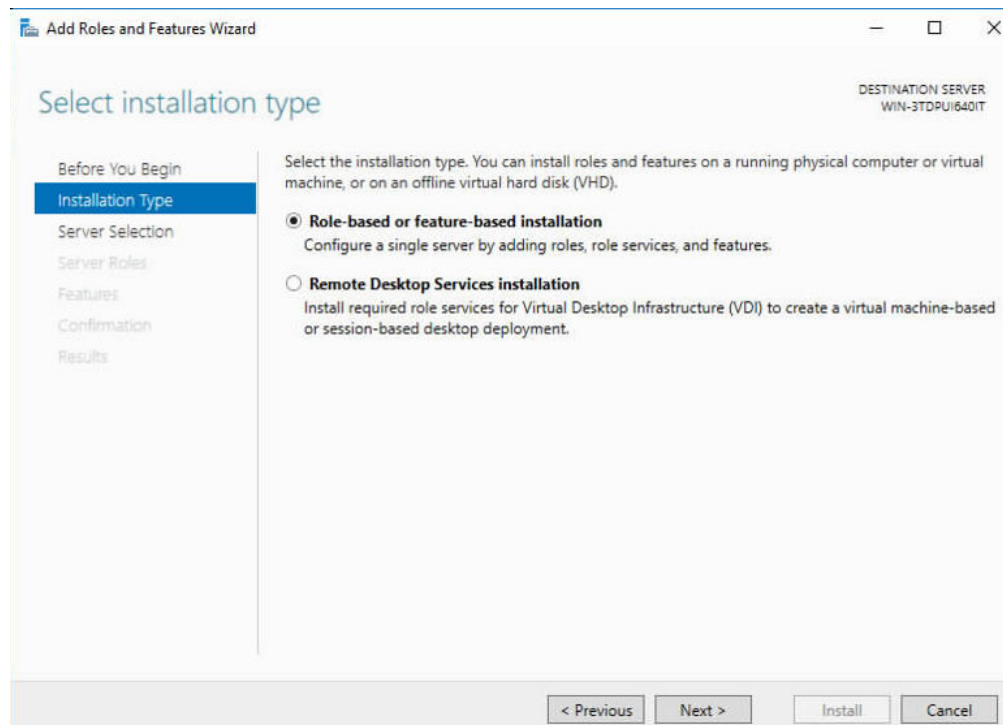 Add Roles and Features Wizard
Select installation type
DESTINATION SERVER
WIN-3TDPUI640IT
Before You Begin
Installation Type
Server Selection
Server Roles
Features
Confirmation
Results
Select the installation type. You can install roles and features on a running physical computer or virtual
machine, or on an offline virtual hard disk (VHD).
Role-based or feature-based installation
Configure a single server by adding roles, role services, and features.
Remote Desktop Services installation
Install required role services for Virtual Desktop Infrastructure (VDI) to create a virtual machine-based
or session-based desktop deployment.
< Previous
Next >
Install
Cancel